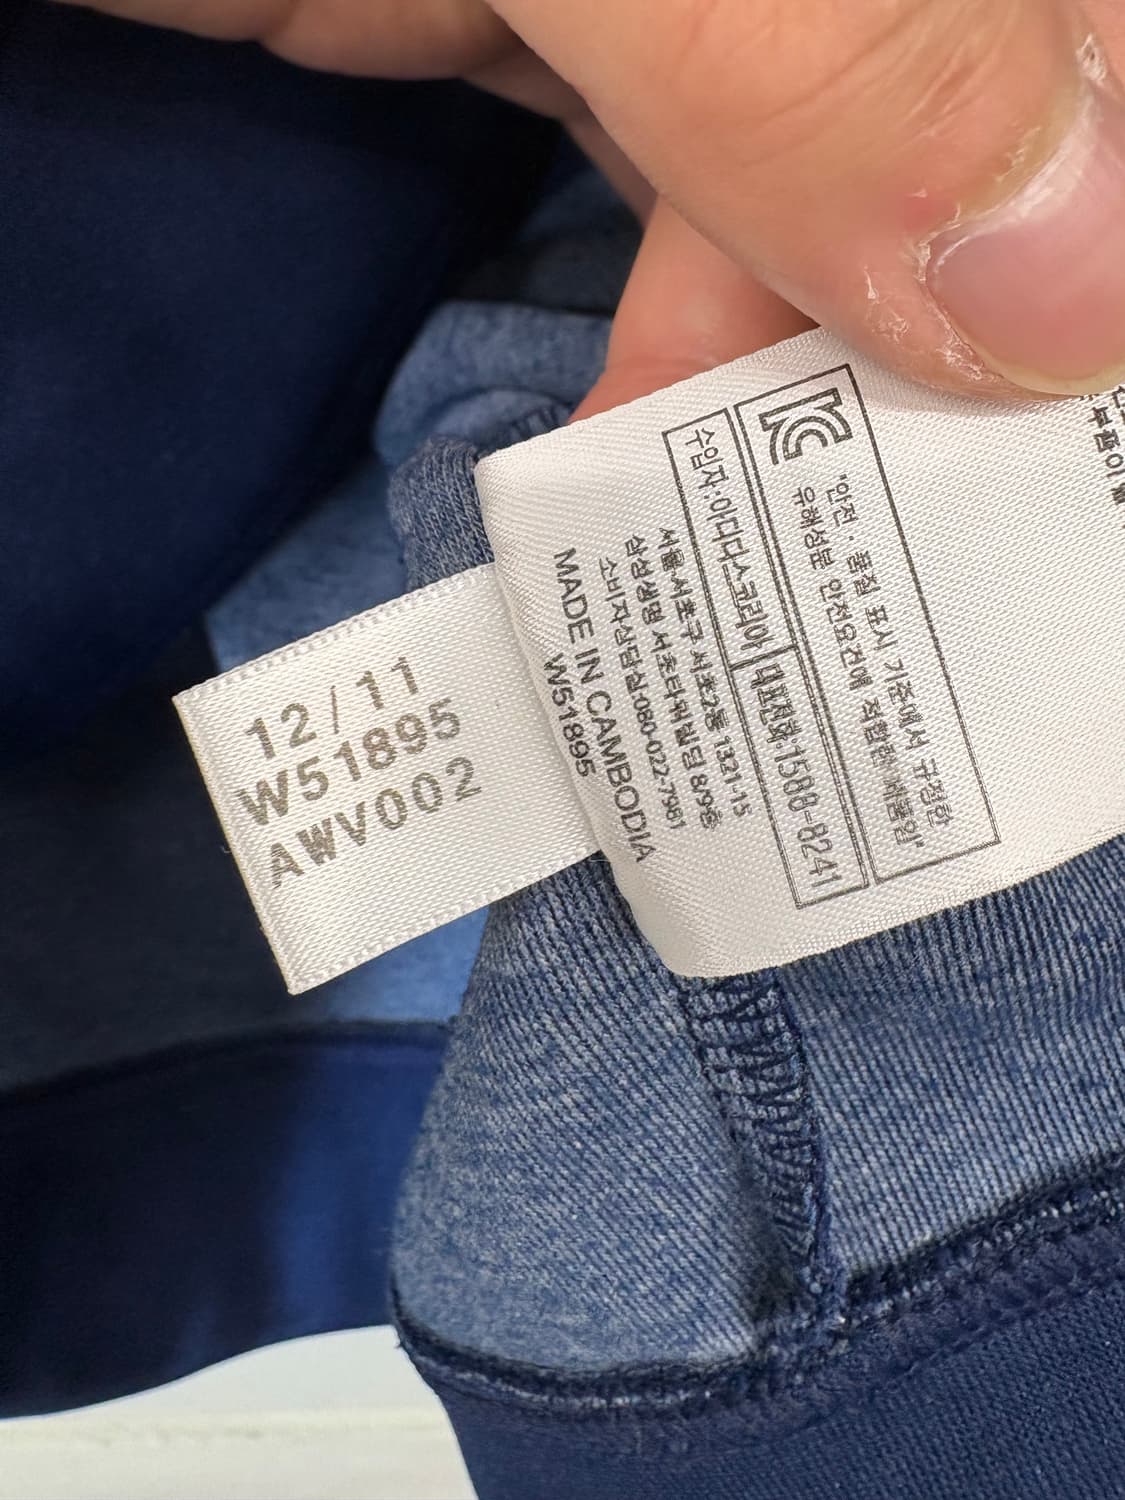 12/11
W51895
AWV002
KC
"안전·품질 표시 기준에서 규정한
유해성분 안전요건에 적합한 제품임"
수입자:아디다스코리아 대표전화:1588-8241
서울 서초구 서초2동 1321-15
삼성생명 서초타워빌딩 8/9층
소비자상담실:080-022-7981
MADE IN CAMBODIA
W51895